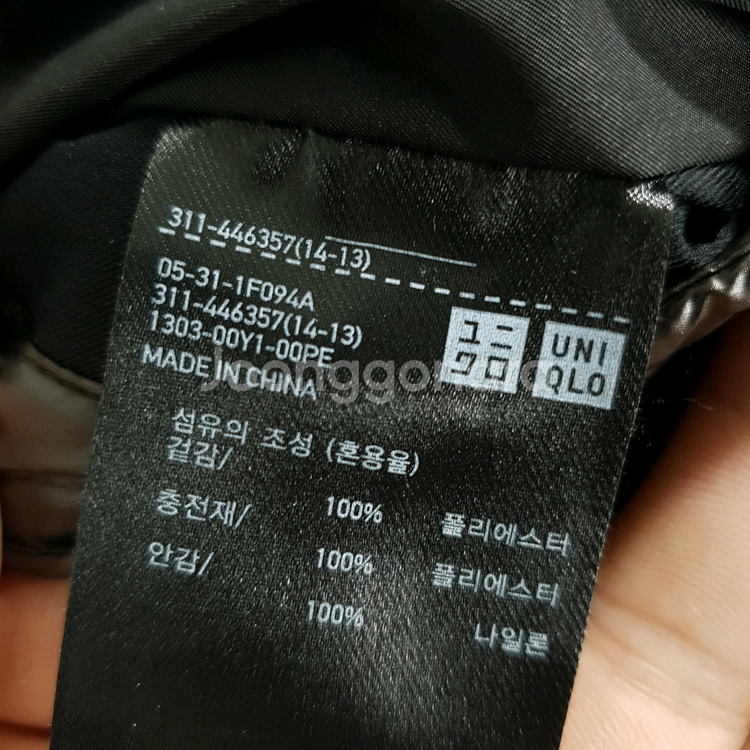 311-446357(14-13)
05-31-1F094A
311-446357(14-13)
1303-00Y1-00PE
MADE IN CHINA
ユニ
クロ
UNI
QLO
섬유의 조성 (혼용율)
겉감/
100% 폴리에스터
충전재/
100% 폴리에스터
안감/
100% 나일론